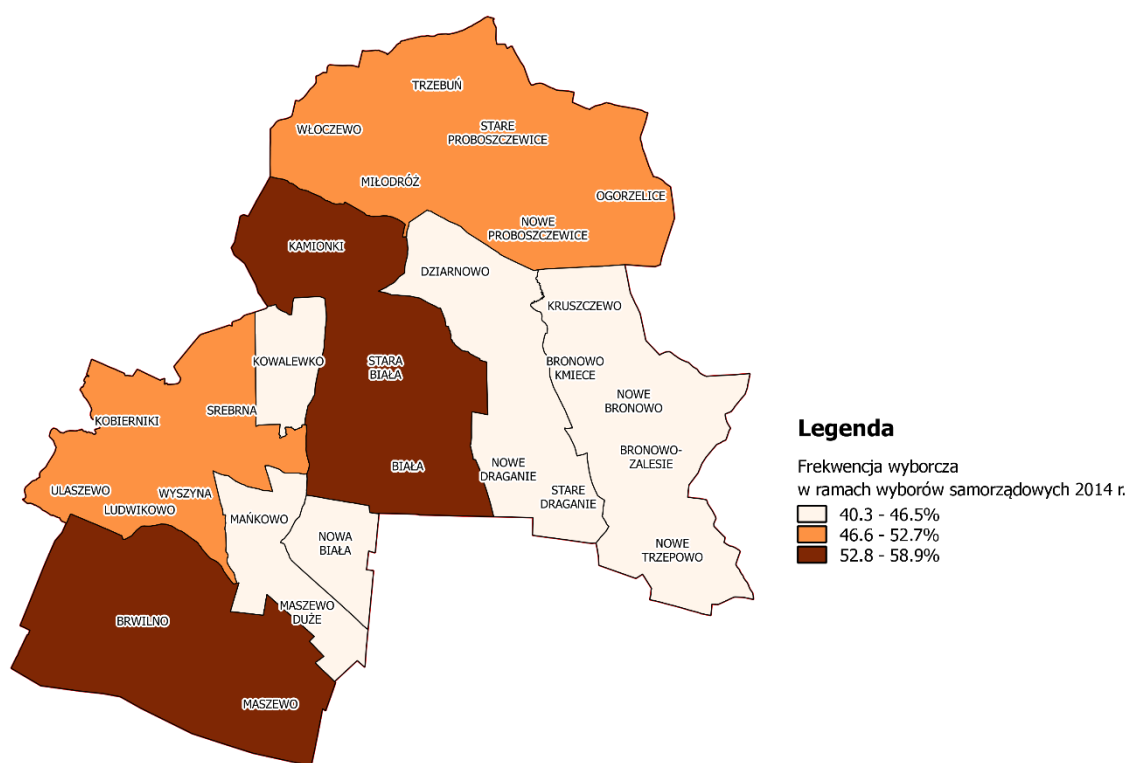 TRZEBUŃ
WŁOCZEWO
STARE
PROBOSZCZEWICE
MIŁODRÓŻ
OGORZELICE
NOWE
PROBOSZCZEWICE
KAMIONKI
DZIARNOWO
KRUSZCZEWO
KOWALEWKO
STARA
BIAŁA
BRONOWO
KMIECE
NOWE
BRONOWO
SREBRNA
KOBIERNIKI
BRONOWO-
ZALESIE
BIAŁA
NOWE
DRAGANIE
ULASZEWO
WYSZYNA
LUDWIKOWO
STARE
DRAGANIE
MAŃKOWO
NOWA
BIAŁA
NOWE
TRZEPOWO
MASZEWO
DUŻE
BRWILNO
MASZEWO
Legenda
Frekwencja wyborcza
w ramach wyborów samorządowych 2014 r.
40.3 - 46.5%
46.6 - 52.7%
52.8 - 58.9%